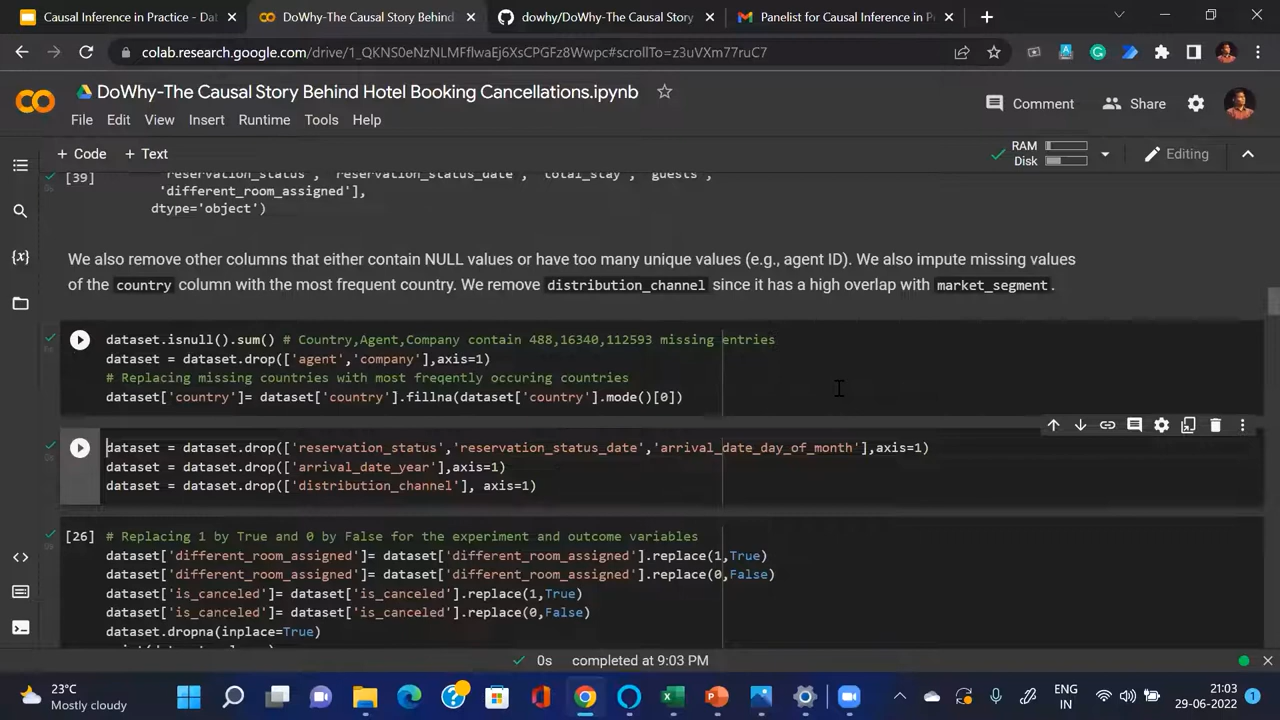 Causal Inference in Practice - Dat
DoWhy-The Causal Story Behind
dowhy/DoWhy-The Causal Story
Panelist for Causal Inference in P
colab.research.google.com/drive/1_QKNS0eNzNLMFflwaEj6XsCPGFz8Wwpc#scrollTo=z3uVXm77ruC7
DoWhy-The Causal Story Behind Hotel Booking Cancellations.ipynb
Comment
Share
File Edit View Insert Runtime Tools Help
+ Code + Text
RAM
Disk
Editing
[39]
'reservation_status', 'reservation_status_date', 'total_stay', 'guests',
'different_room_assigned'],
dtype='object')
We also remove other columns that either contain NULL values or have too many unique values (e.g., agent ID). We also impute missing values
of the country column with the most frequent country. We remove distribution_channel since it has a high overlap with market_segment.
dataset.isnull().sum() # Country,Agent,Company contain 488,16340,112593 missing entries
dataset = dataset.drop(['agent','company'],axis=1)
# Replacing missing countries with most freqently occuring countries
dataset['country']= dataset['country'].fillna(dataset['country'].mode()[0])
dataset = dataset.drop(['reservation_status','reservation_status_date','arrival_date_day_of_month'],axis=1)
dataset = dataset.drop(['arrival_date_year'],axis=1)
dataset = dataset.drop(['distribution_channel'], axis=1)
[26]
# Replacing 1 by True and 0 by False for the experiment and outcome variables
dataset['different_room_assigned']= dataset['different_room_assigned'].replace(1,True)
dataset['different_room_assigned']= dataset['different_room_assigned'].replace(0,False)
dataset['is_canceled']= dataset['is_canceled'].replace(1,True)
dataset['is_canceled']= dataset['is_canceled'].replace(0,False)
dataset.dropna(inplace=True)
0s completed at 9:03 PM
23°C
Mostly cloudy
ENG
IN
21:03
29-06-2022